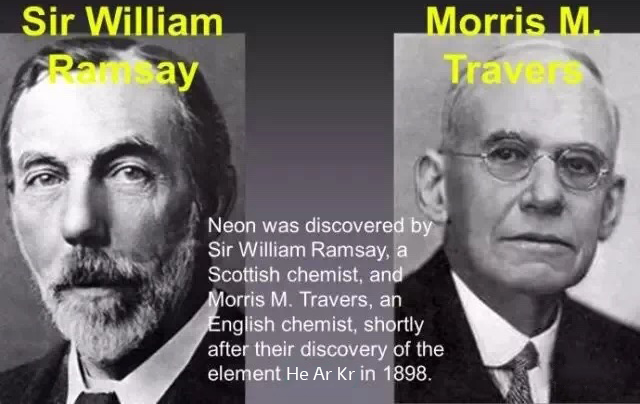 Sir William
Ramsay
Morris M.
Travers
Neon was discovered by
Sir William Ramsay, a
Scottish chemist, and
Morris M. Travers, an
English chemist, shortly
after their discovery of the
element He Ar Kr in 1898.